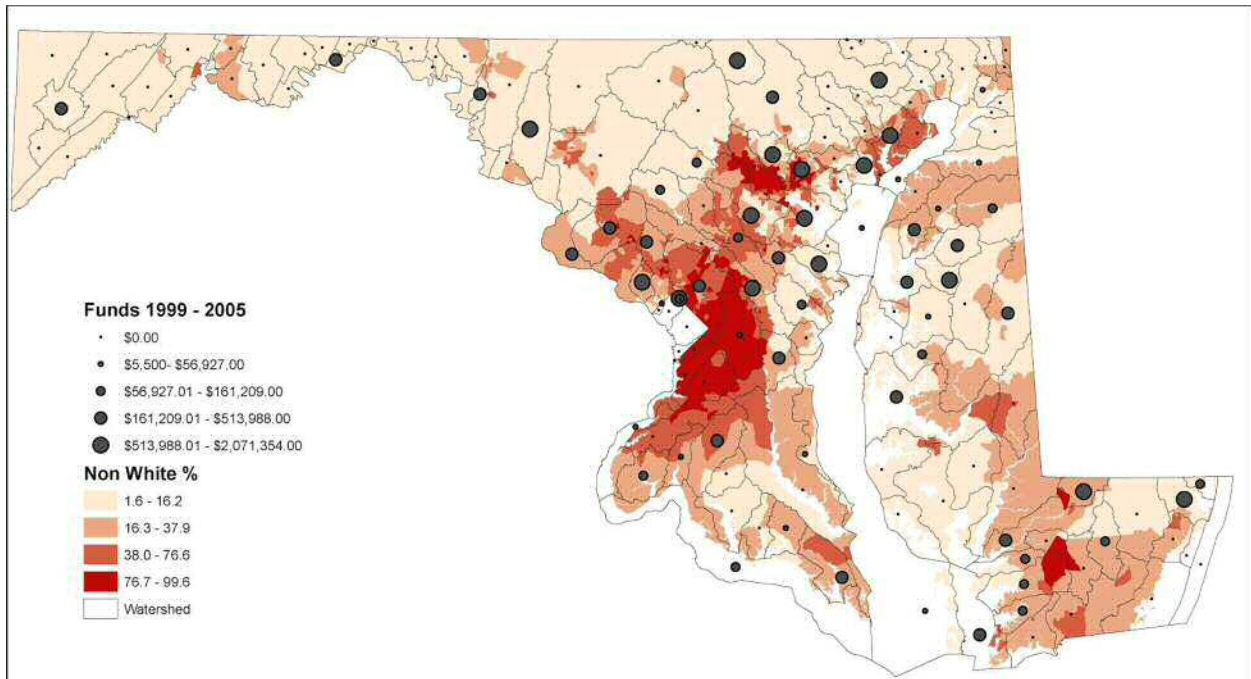 Funds 1999 - 2005
$0.00
$5,500- $56,927.00
$56,927.01 - $161,209.00
$161,209.01 - $513,988.00
$513,988.01 - $2,071,354.00
Non White %
1.6 - 16.2
16.3 - 37.9
38.0 - 76.6
76.7 - 99.6
Watershed